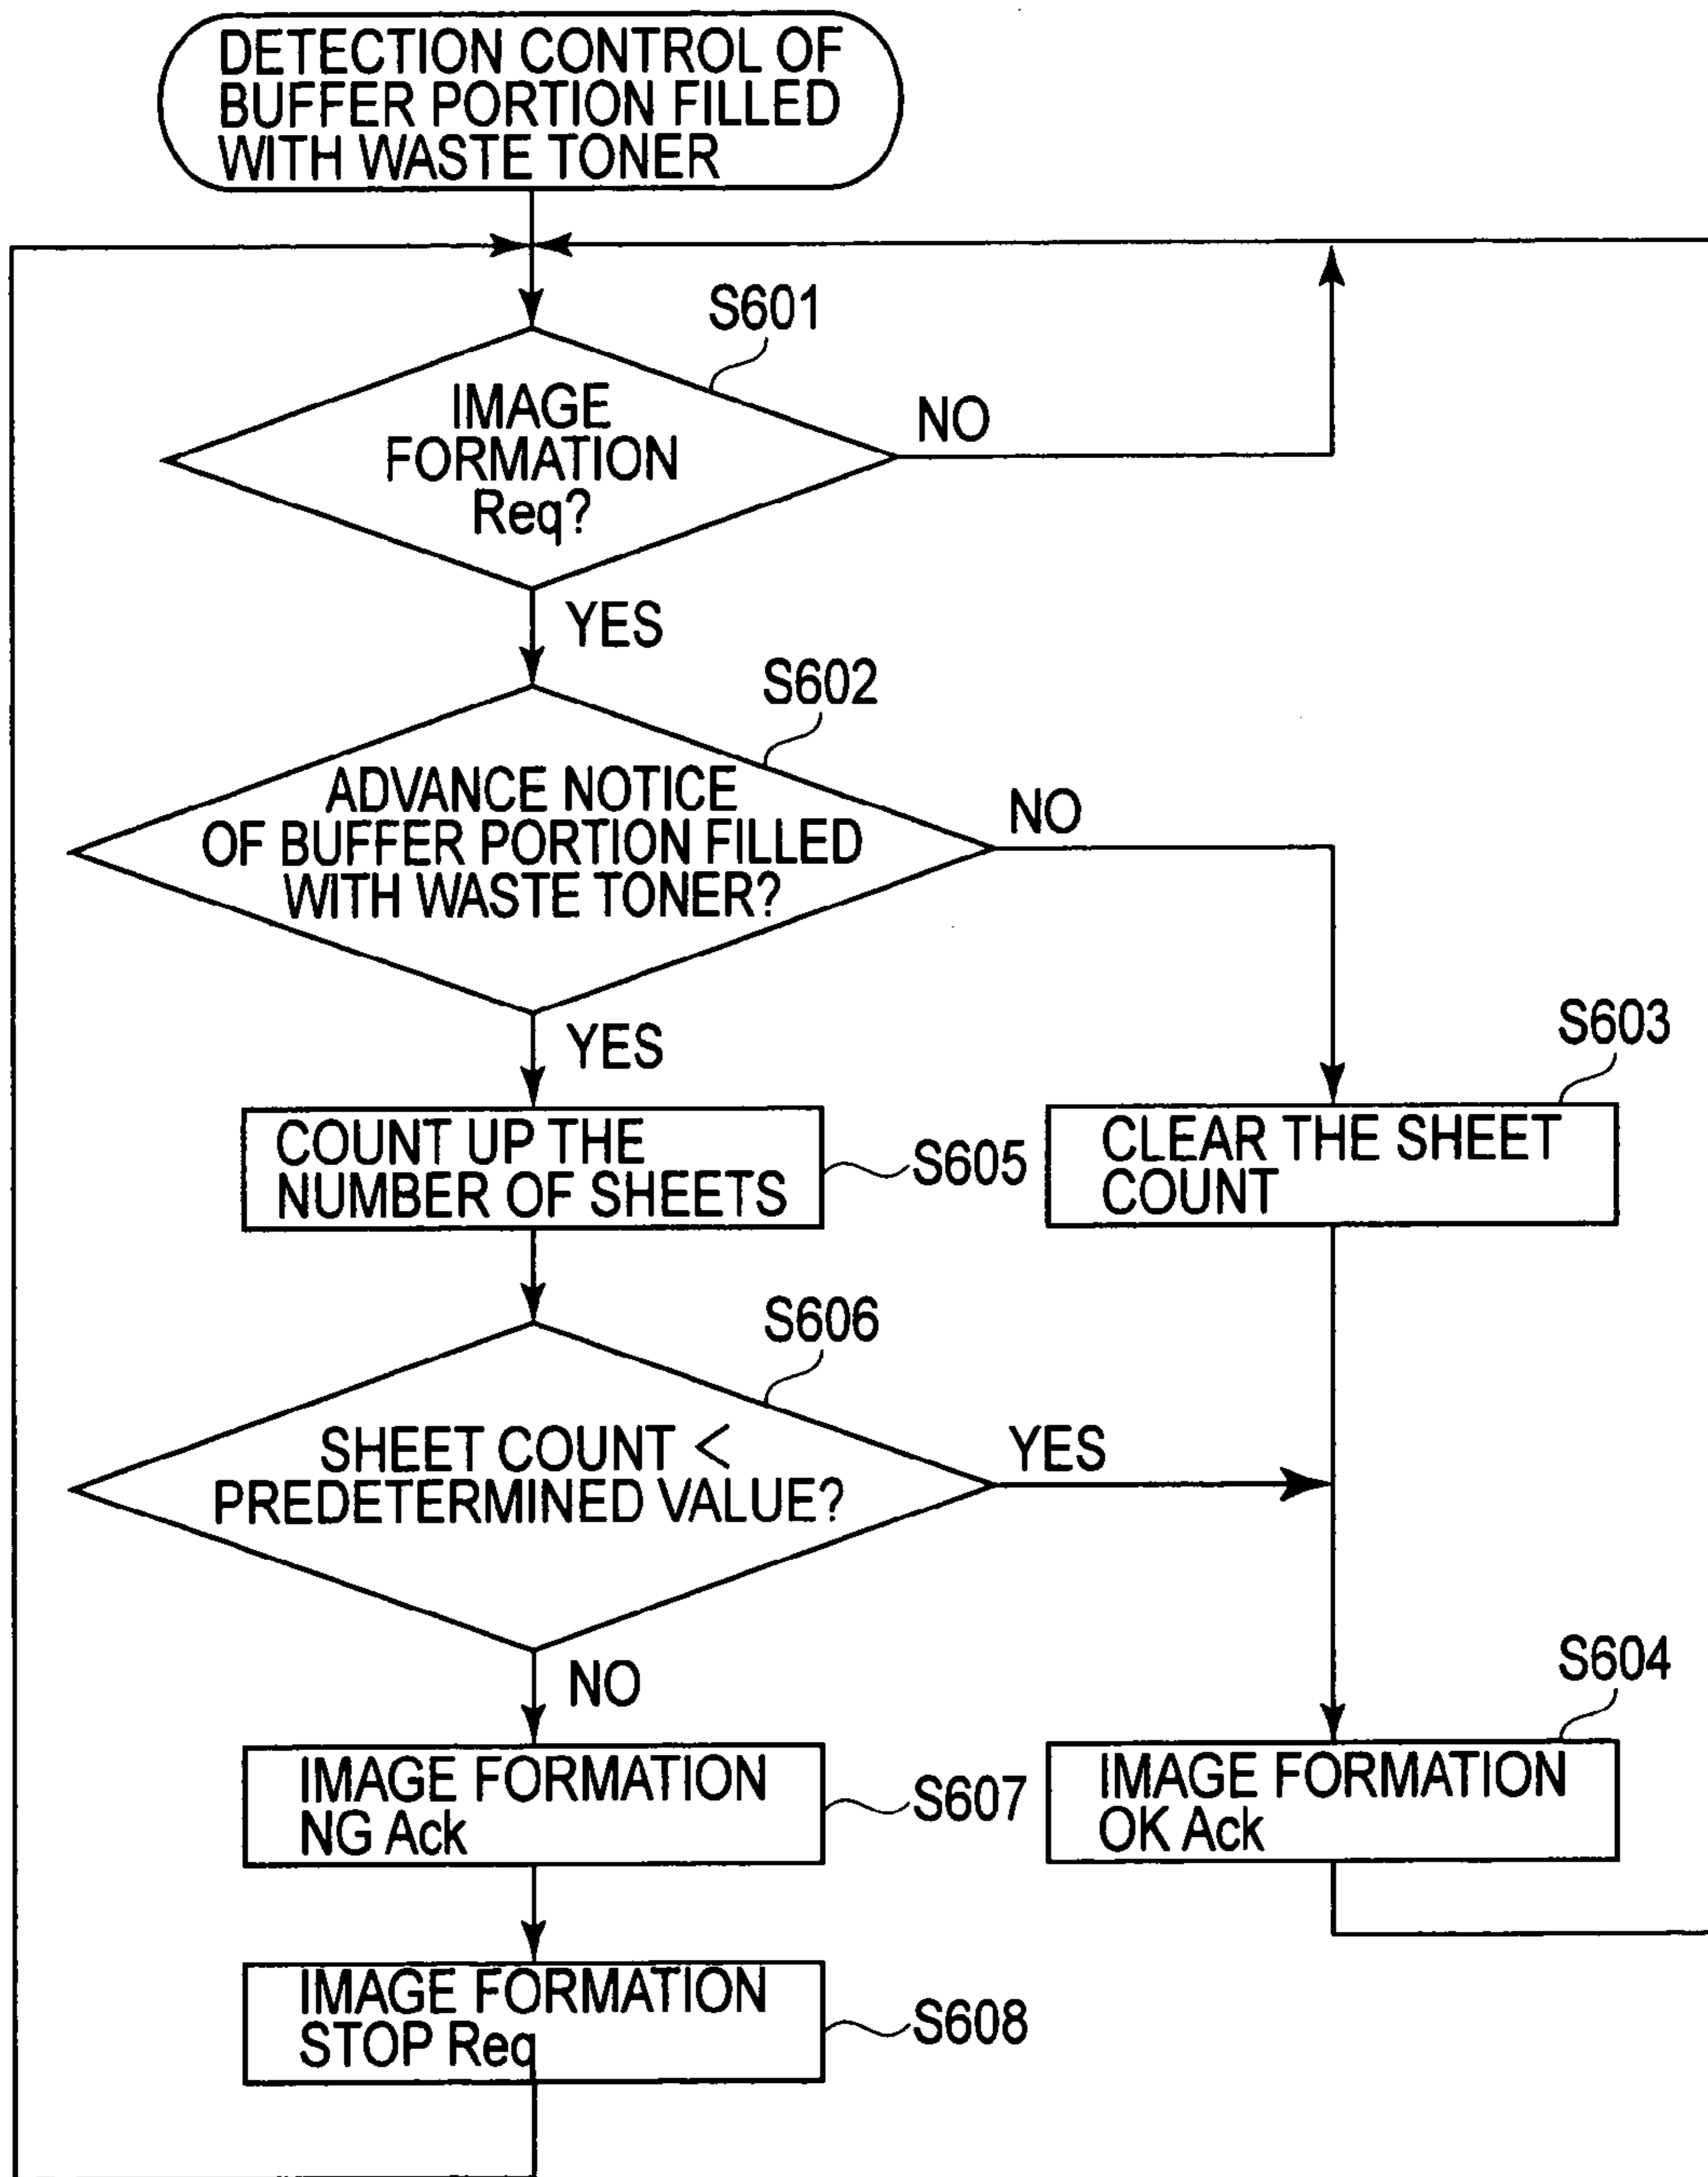 DETECTION CONTROL OF
BUFFER PORTION FILLED
WITH WASTE TONER
S601
IMAGE
FORMATION
Req?
NO
YES
S602
ADVANCE NOTICE
OF BUFFER PORTION FILLED
WITH WASTE TONER?
NO
YES
S603
COUNT UP THE
NUMBER OF SHEETS
S605
CLEAR THE SHEET
COUNT
S606
SHEET COUNT <
PREDETERMINED VALUE?
YES
NO
S604
IMAGE FORMATION
NG Ack
S607
IMAGE FORMATION
OK Ack
IMAGE FORMATION
STOP Req
S608